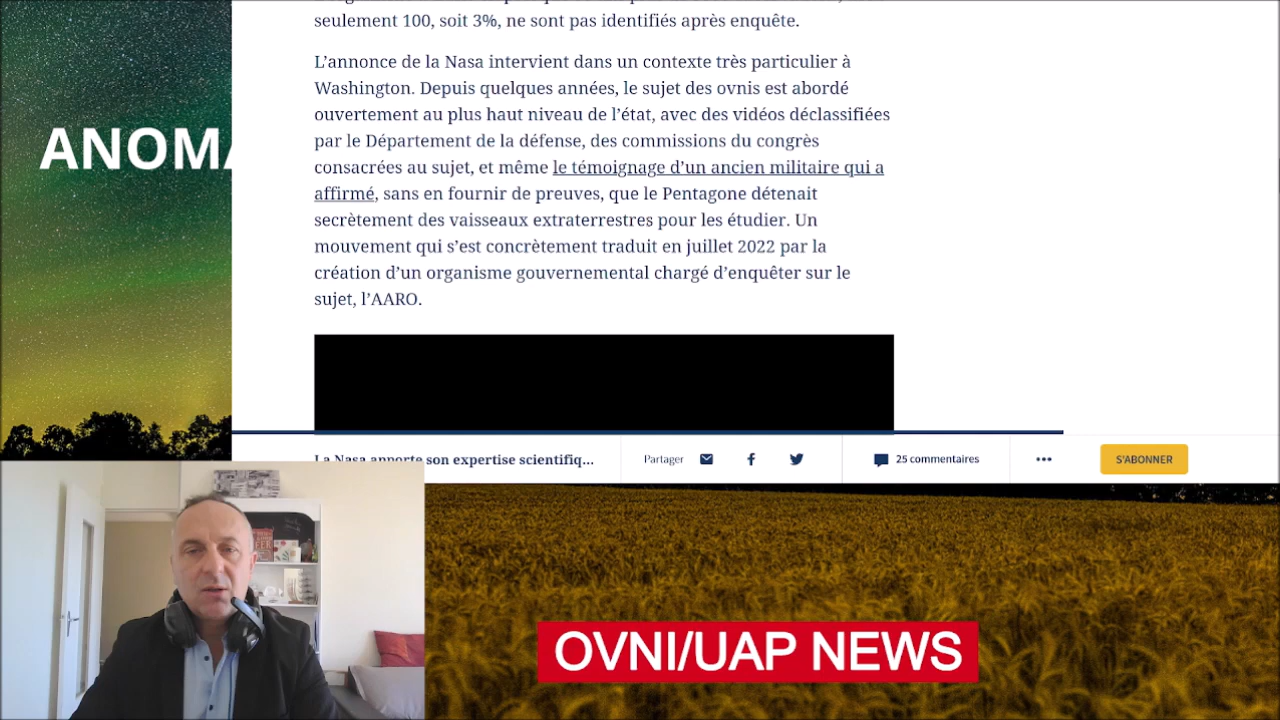 seulement 100, soit 3%, ne sont pas identifiés après enquête.
L’annonce de la Nasa intervient dans un contexte très particulier à
Washington. Depuis quelques années, le sujet des ovnis est abordé
ouvertement au plus haut niveau de l’état, avec des vidéos déclassifiées
par le Département de la défense, des commissions du congrès
consacrées au sujet, et même le témoignage d’un ancien militaire qui a
affirmé, sans en fournir de preuves, que le Pentagone détenait
secrètement des vaisseaux extraterrestres pour les étudier. Un
mouvement qui s’est concrètement traduit en juillet 2022 par la
création d’un organisme gouvernemental chargé d’enquêter sur le
sujet, l’AARO.
ANOMA
La Nasa apporte son expertise scientifiq...
Partager
25 commentaires
S'ABONNER
OVNI/UAP NEWS